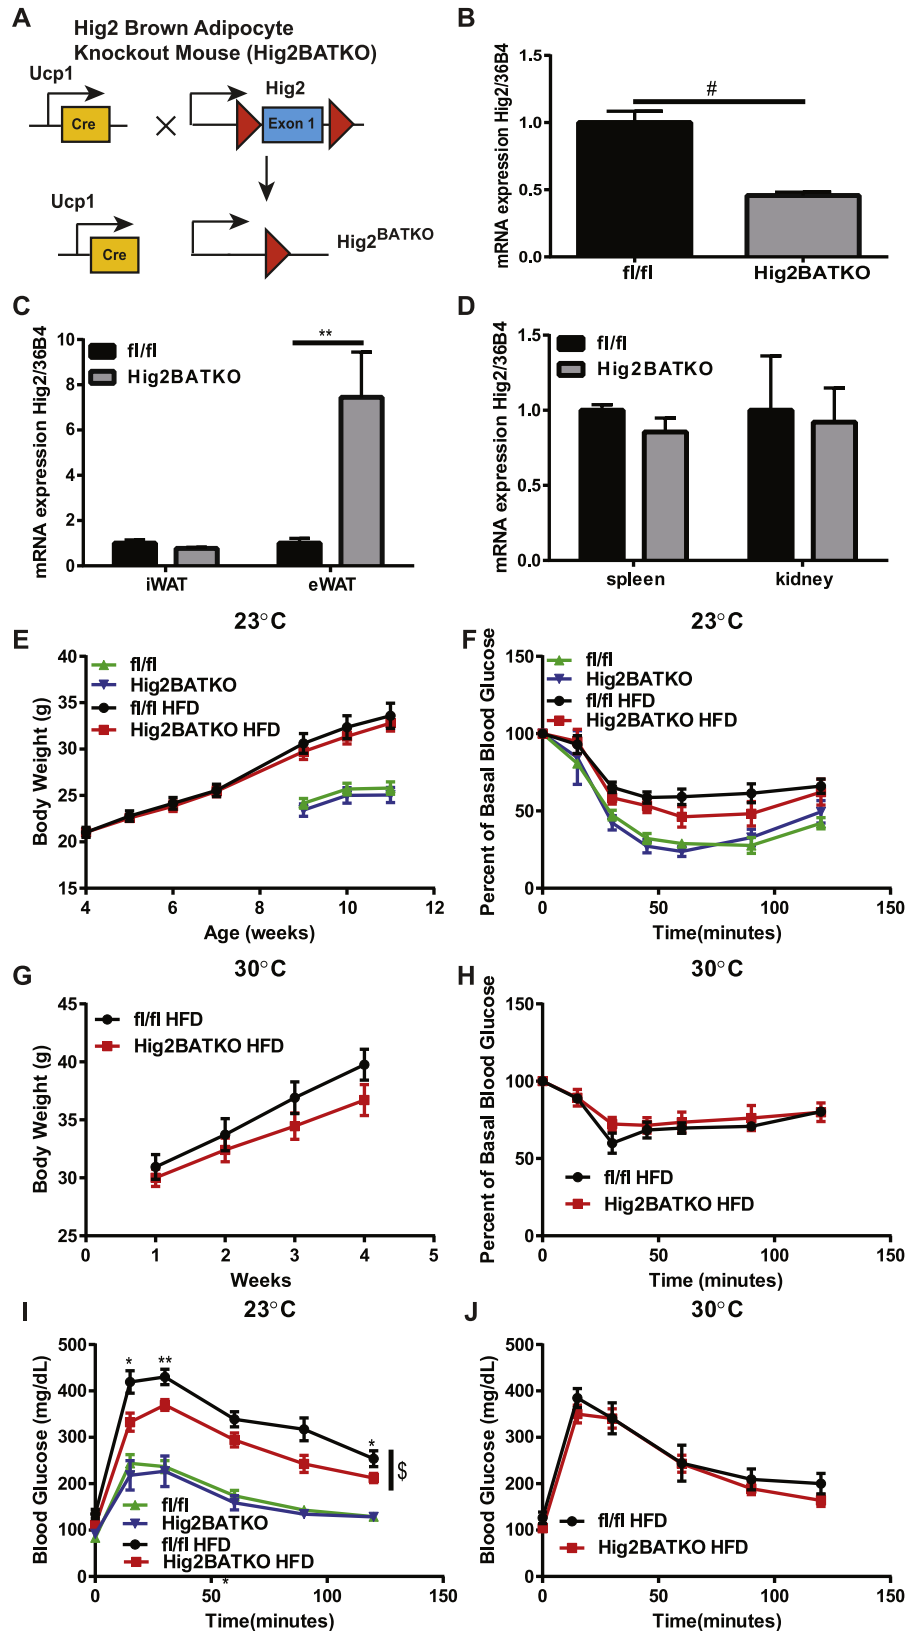 A
Hig2 Brown Adipocyte
Knockout Mouse (Hig2BATKO)
Ucp1
Hig2
Cre
Exon 1
Ucp1
Cre
Hig2BATKO
B
mRNA expression Hig2/36B4
1.5
1.0
0.5
0.0
#
fl/fl
Hig2BATKO
C
mRNA expression Hig2/36B4
10
8
6
4
2
0
fl/fl
Hig2BATKO
**
iWAT
eWAT
D
mRNA expression Hig2/36B4
1.5
1.0
0.5
0.0
fl/fl
Hig2BATKO
spleen
kidney
E
23°C
Body Weight (g)
40
35
30
25
20
15
fl/fl
Hig2BATKO
fl/fl HFD
Hig2BATKO HFD
4
6
8
10
12
Age (weeks)
F
23°C
Percent of Basal Blood Glucose
150
100
50
0
fl/fl
Hig2BATKO
fl/fl HFD
Hig2BATKO HFD
0
50
100
150
Time(minutes)
G
30°C
Body Weight (g)
45
40
35
30
25
fl/fl HFD
Hig2BATKO HFD
0
1
2
3
4
5
Weeks
H
30°C
Percent of Basal Blood Glucose
150
100
50
0
fl/fl HFD
Hig2BATKO HFD
0
50
100
150
Time (minutes)
I
23°C
Blood Glucose (mg/dL)
500
400
300
200
100
0
*
**
*
$
fl/fl
Hig2BATKO
fl/fl HFD
Hig2BATKO HFD
0
50
*
100
150
Time(minutes)
J
30°C
Blood Glucose (mg/dL)
500
400
300
200
100
0
fl/fl HFD
Hig2BATKO HFD
0
50
100
150
Time(minutes)